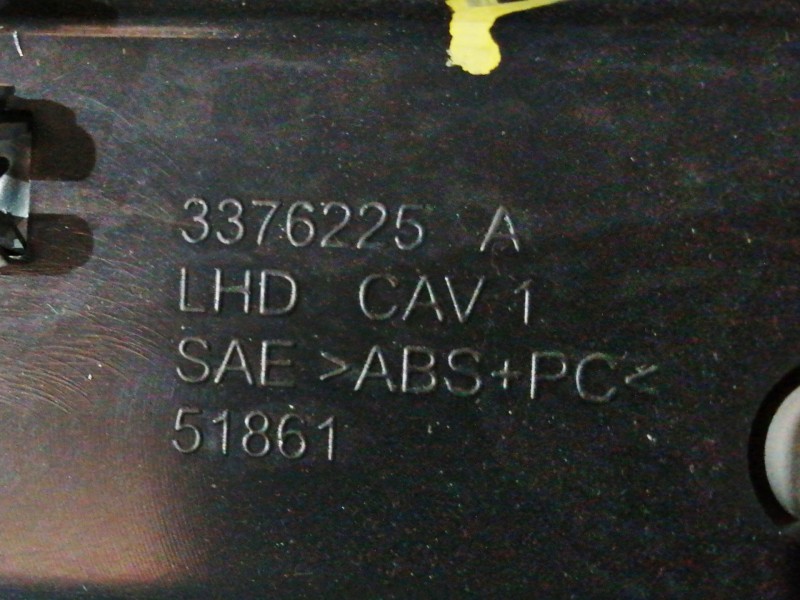 3376225 A
LHD CAV 1
SAE >ABS+PC<
51861